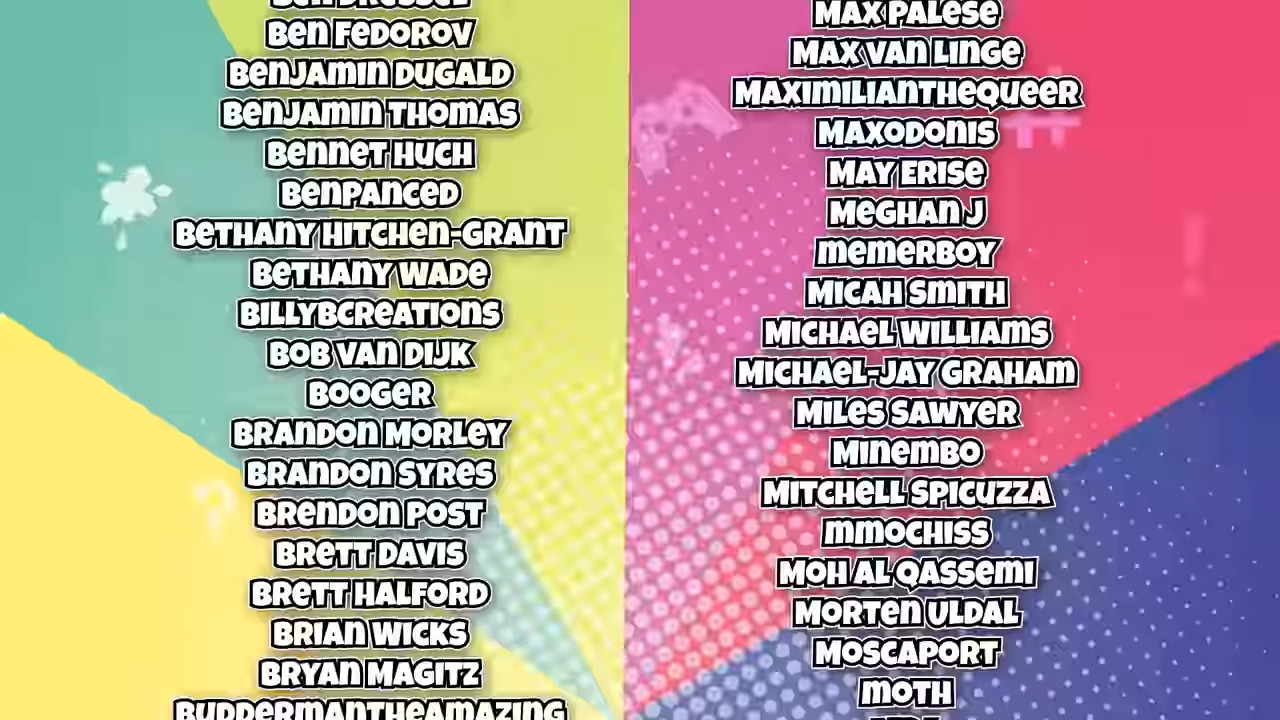 BEN FEDOROV
BENJAMIN DUGALD
BENJAMIN THOMAS
BENNET HUCH
BENPANCED
BETHANY HITCHEN-GRANT
BETHANY WADE
BILLYBCREATIONS
BOB VAN DIJK
BOOGER
BRANDON MORLEY
BRANDON SYRES
BRENDON POST
BRETT DAVIS
BRETT HALFORD
BRIAN WICKS
BRYAN MAGITZ
BUDDERMANTHEAMAZING
MAX PALESE
MAX VAN LINGE
MAXIMILIANTHEQUEER
MAXODONIS
MAY ERISE
MEGHAN J
MEMERBOY
MICAH SMITH
MICHAEL WILLIAMS
MICHAEL-JAY GRAHAM
MILES SAWYER
MINEMBO
MITCHELL SPICUZZA
MMOCHISS
MOH AL QASSEMI
MORTEN ULDAL
MOSCAPORT
MOTH